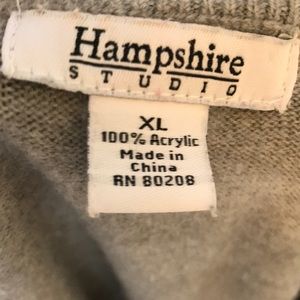 Hampshire
STUDIO
XL
100% Acrylic
Made in
China
RN 80208